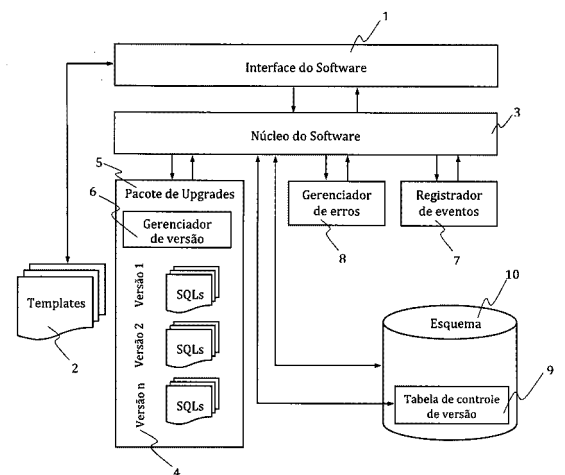 1
Interface do Software
3
Núcleo do Software
5
Pacote de Upgrades
6
Gerenciador
de versão
Gerenciador
de erros
8
Registrador
de eventos
7
Templates
2
Versão 1
SQLs
Versão 2
SQLs
Versão n
SQLs
4
10
Esquema
9
Tabela de controle
de versão